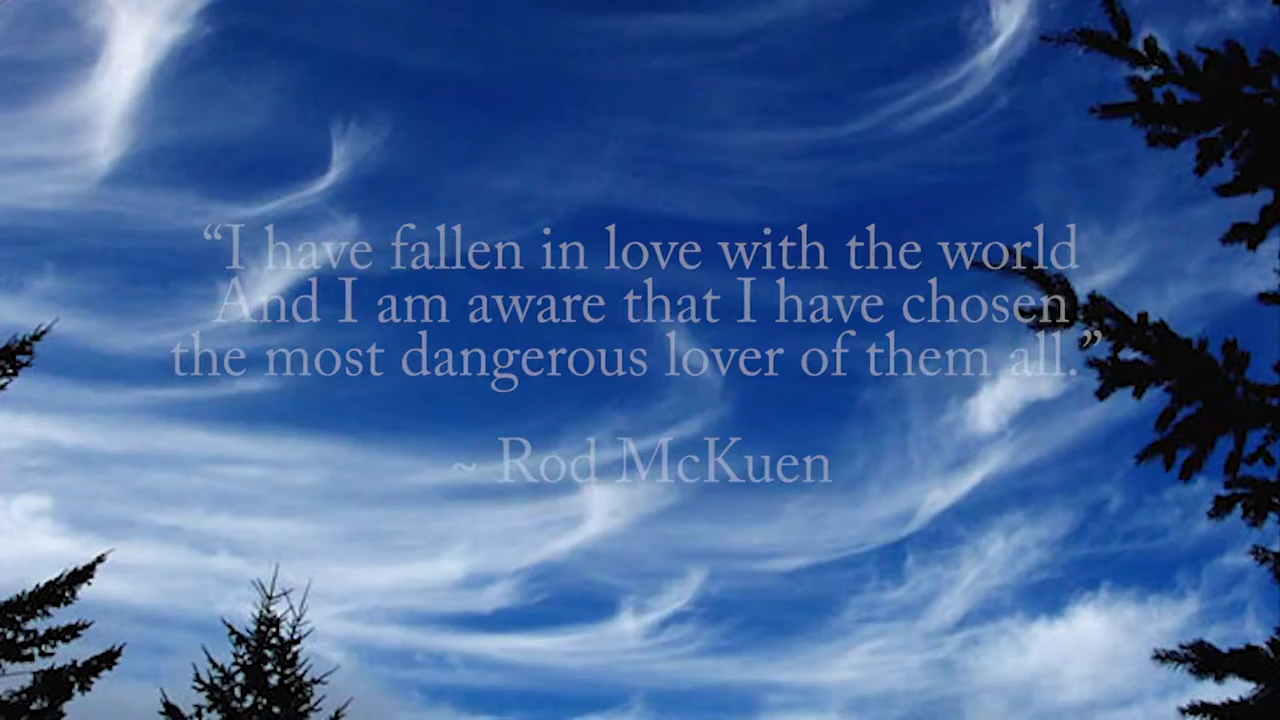 “I have fallen in love with the world
And I am aware that I have chosen
the most dangerous lover of them all.”
~ Rod McKuen